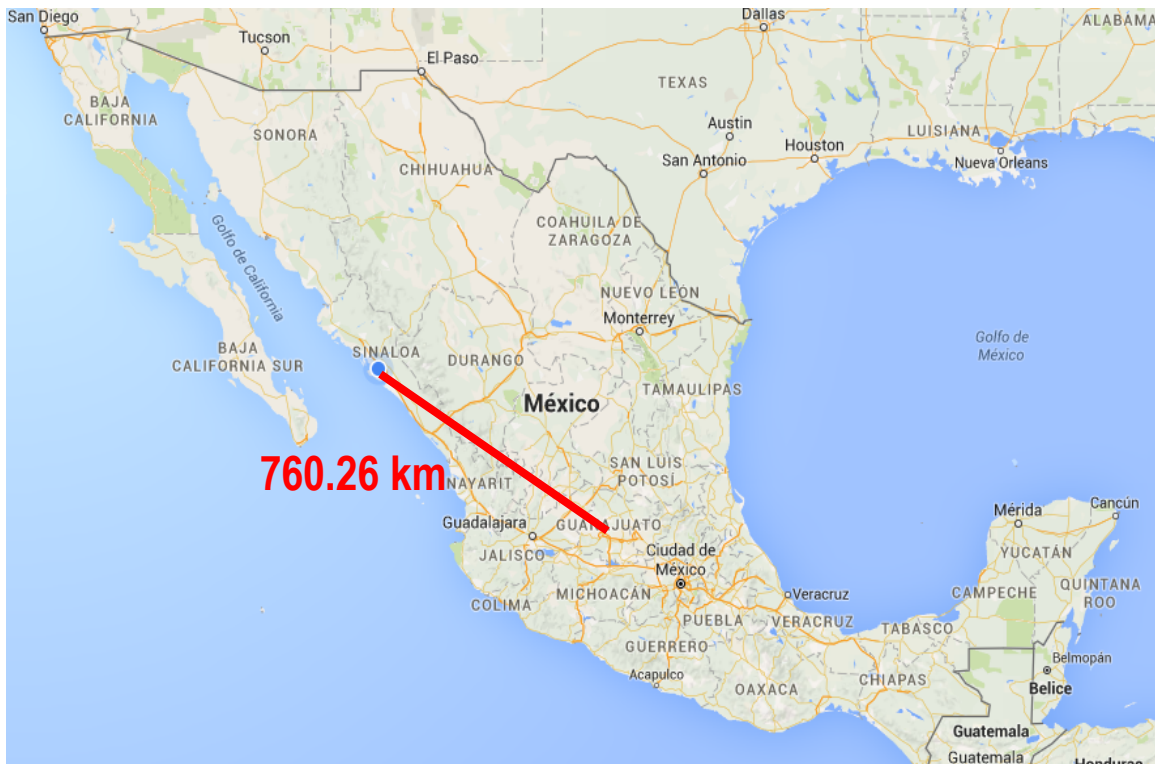 San Diego
Dallas
ALABAMA
Tucson
El Paso
TEXAS
BAJA
CALIFORNIA
SONORA
Austin
LUISIANA
Houston
San Antonio
Nueva Orleans
CHIHUAHUA
Golfo de California
COAHUILA DE
ZARAGOZA
NUEVO LEÓN
Monterrey
Golfo de
México
BAJA
CALIFORNIA SUR
SINALOA
DURANGO
TAMAULIPAS
México
760.26 km
NAYARIT
SAN LUIS
POTOSÍ
Mérida
Cancún
Guadalajara
GUANAJUATO
JALISCO
Ciudad de
México
YUCATÁN
COLIMA
MICHOACÁN
Veracruz
CAMPECHE
QUINTANA
ROO
PUEBLA
VERACRUZ
TABASCO
GUERRERO
Belmopán
Acapulco
OAXACA
CHIAPAS
Belice
Guatemala
Guatemala
Honduras